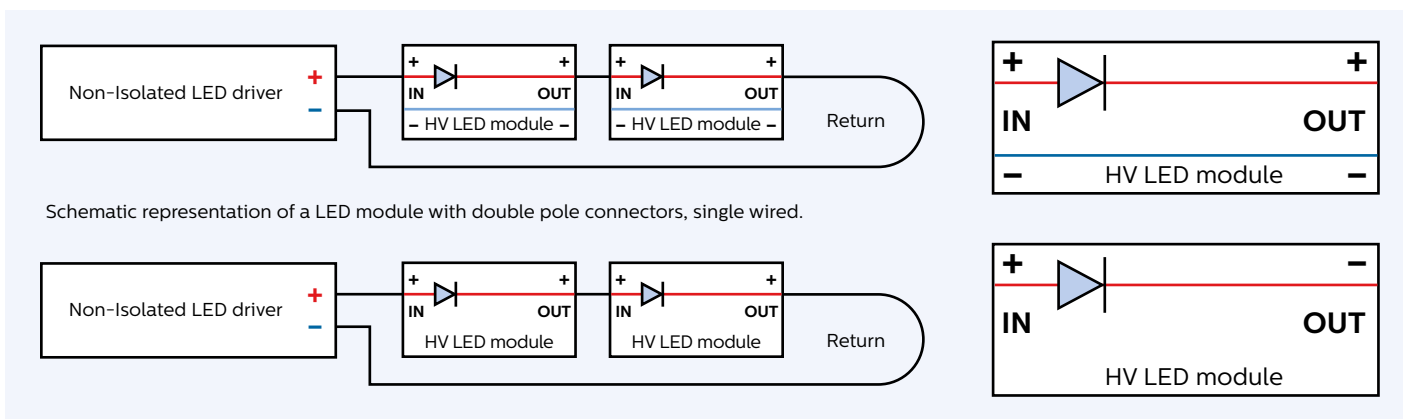 + + + + + +
Non-Isolated LED driver +
IN OUT IN OUT IN OUT
−
− HV LED module − − HV LED module − Return − HV LED module −
Schematic representation of a LED module with double pole connectors, single wired.
+ + + + + −
Non-Isolated LED driver +
IN OUT IN OUT IN OUT
−
HV LED module HV LED module Return
HV LED module